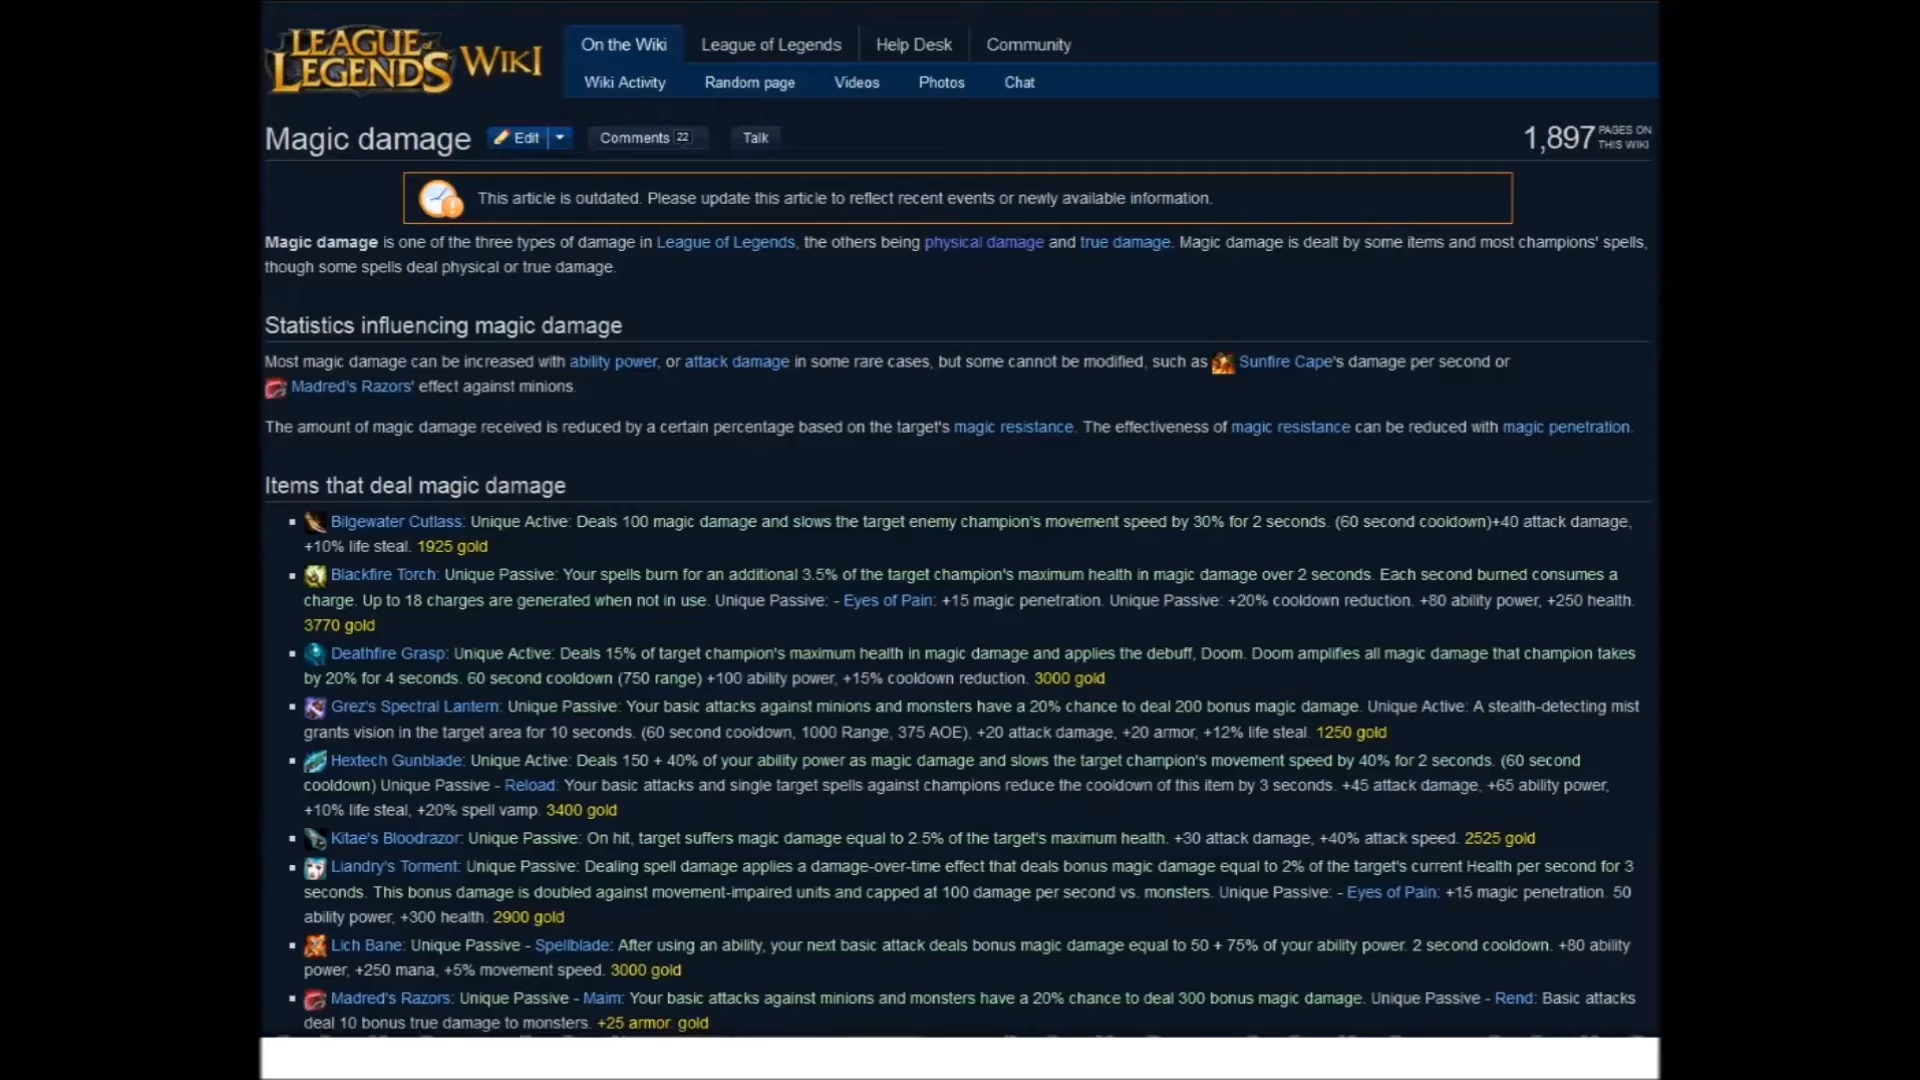 LEAGUE of LEGENDS WIKI
On the Wiki League of Legends Help Desk Community
Wiki Activity Random page Videos Photos Chat
Magic damage Edit Comments 22 Talk 1,897 PAGES ON THIS WIKI
This article is outdated. Please update this article to reflect recent events or newly available information.
Magic damage is one of the three types of damage in League of Legends, the others being physical damage and true damage. Magic damage is dealt by some items and most champions' spells,
though some spells deal physical or true damage.
Statistics influencing magic damage
Most magic damage can be increased with ability power, or attack damage in some rare cases, but some cannot be modified, such as Sunfire Cape's damage per second or
Madred's Razors' effect against minions.
The amount of magic damage received is reduced by a certain percentage based on the target's magic resistance. The effectiveness of magic resistance can be reduced with magic penetration.
Items that deal magic damage
Bilgewater Cutlass: Unique Active: Deals 100 magic damage and slows the target enemy champion's movement speed by 30% for 2 seconds. (60 second cooldown)+40 attack damage,
+10% life steal. 1925 gold
Blackfire Torch: Unique Passive: Your spells burn for an additional 3.5% of the target champion's maximum health in magic damage over 2 seconds. Each second burned consumes a
charge. Up to 18 charges are generated when not in use. Unique Passive: - Eyes of Pain: +15 magic penetration. Unique Passive: +20% cooldown reduction. +80 ability power, +250 health.
3770 gold
Deathfire Grasp: Unique Active: Deals 15% of target champion's maximum health in magic damage and applies the debuff, Doom. Doom amplifies all magic damage that champion takes
by 20% for 4 seconds. 60 second cooldown (750 range) +100 ability power, +15% cooldown reduction. 3000 gold
Grez's Spectral Lantern: Unique Passive: Your basic attacks against minions and monsters have a 20% chance to deal 200 bonus magic damage. Unique Active: A stealth-detecting mist
grants vision in the target area for 10 seconds. (60 second cooldown, 1000 Range, 375 AOE), +20 attack damage, +20 armor, +12% life steal. 1250 gold
Hextech Gunblade: Unique Active: Deals 150 + 40% of your ability power as magic damage and slows the target champion's movement speed by 40% for 2 seconds. (60 second
cooldown) Unique Passive - Reload: Your basic attacks and single target spells against champions reduce the cooldown of this item by 3 seconds. +45 attack damage, +65 ability power,
+10% life steal, +20% spell vamp. 3400 gold
Kitae's Bloodrazor: Unique Passive: On hit, target suffers magic damage equal to 2.5% of the target's maximum health. +30 attack damage, +40% attack speed. 2525 gold
Liandry's Torment: Unique Passive: Dealing spell damage applies a damage-over-time effect that deals bonus magic damage equal to 2% of the target's current Health per second for 3
seconds. This bonus damage is doubled against movement-impaired units and capped at 100 damage per second vs. monsters. Unique Passive: - Eyes of Pain: +15 magic penetration. 50
ability power, +300 health. 2900 gold
Lich Bane: Unique Passive - Spellblade: After using an ability, your next basic attack deals bonus magic damage equal to 50 + 75% of your ability power. 2 second cooldown. +80 ability
power, +250 mana, +5% movement speed. 3000 gold
Madred's Razors: Unique Passive - Maim: Your basic attacks against minions and monsters have a 20% chance to deal 300 bonus magic damage. Unique Passive - Rend: Basic attacks
deal 10 bonus true damage to monsters. +25 armor. gold